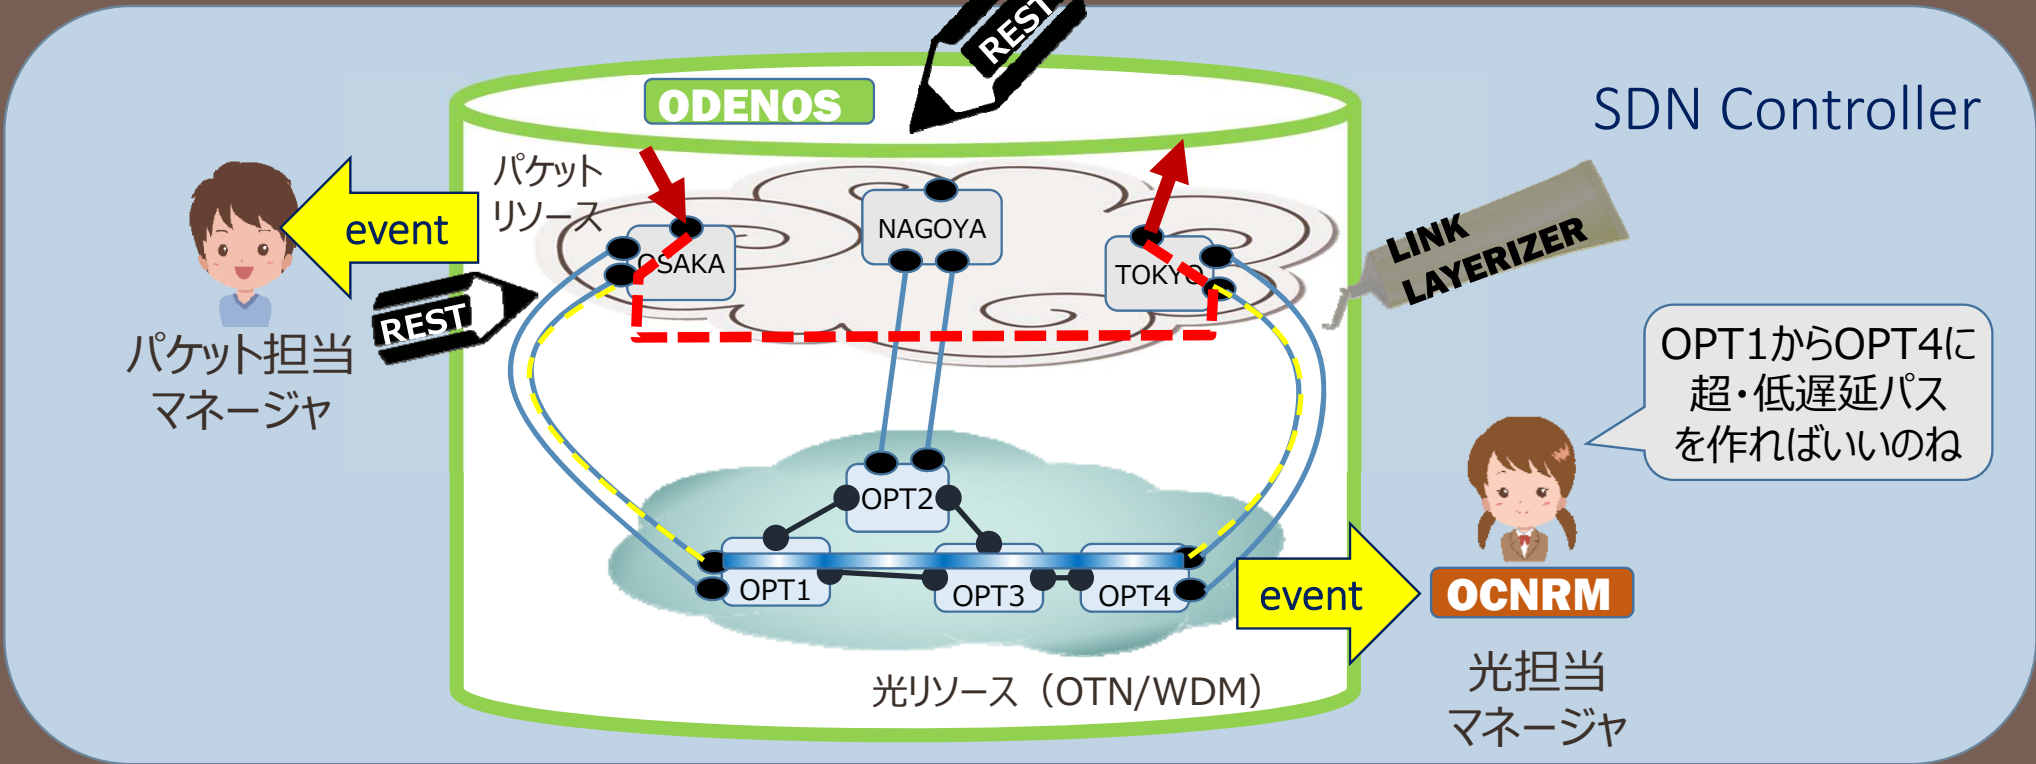 REST
ODENOS
SDN Controller
パケット
リソース
event
NAGOYA
OSAKA
TOKYO
LINK
LAYERIZER
REST
パケット担当
マネージャ
OPT1からOPT4に
超・低遅延パス
を作ればいいのね
OPT2
OPT1
OPT3
OPT4
event
OCNRM
光リソース（OTN/WDM）
光担当
マネージャ